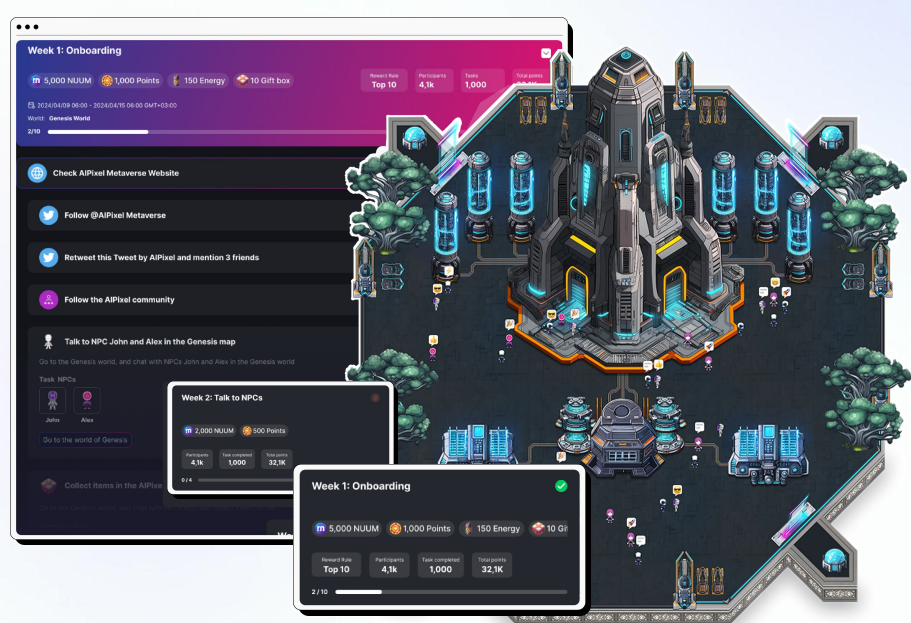 Week 1: Onboarding
m 5,000 NUUM 1,000 Points 150 Energy 10 Gift box
Reward Rule Participants Tasks Total points
Top 10 4,1k 1,000
2024/04/09 06:00 - 2024/04/15 06:00 GMT+03:00
World: Genesis World
2/10
Check AIPixel Metaverse Website
Follow @AIPixel Metaverse
Retweet this Tweet by AIPixel and mention 3 friends
Follow the AIPixel community
Talk to NPC John and Alex in the Genesis map
Go to the Genesis world, and chat with NPCs John and Alex in the Genesis world
Task NPCs
John Alex
Go to the world of Genesis
Collect items in the AIPixe
Week 2: Talk to NPCs
m 2,000 NUUM 500 Points
Participants Task completed Total points
4,1k 1,000 32,1K
0/4
Week 1: Onboarding
m 5,000 NUUM 1,000 Points 150 Energy 10 Gi
Reward Rule Participants Task completed Total points
Top 10 4,1k 1,000 32,1K
2/10